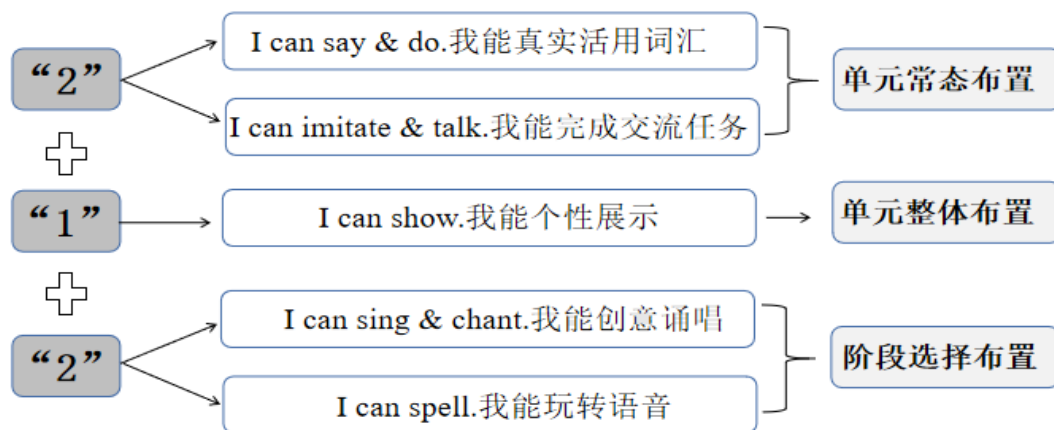 “2”
I can say & do.我能真实活用词汇
I can imitate & talk.我能完成交流任务
单元常态布置
“1”
I can show.我能个性展示
单元整体布置
“2”
I can sing & chant.我能创意诵唱
I can spell.我能玩转语音
阶段选择布置